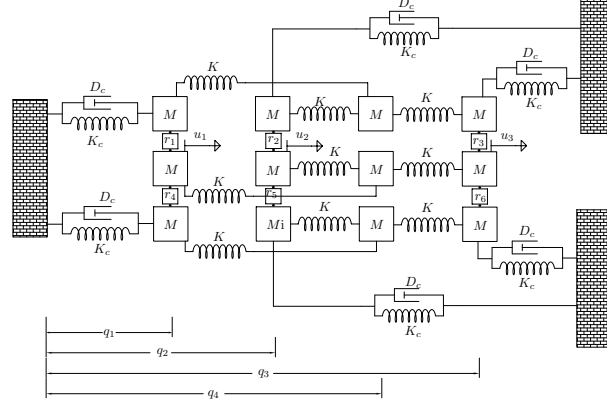 D_c
K_c
D_c
K_c
K
D_c
K_c
M
M K M K M
r_1 u_1 r_2 u_2 r_3 u_3
M M K M K M
r_4 K r_5 r_6
D_c
K_c
M Mi K M K M
K
D_c
K_c
D_c
K_c
q_1
q_2
q_3
q_4